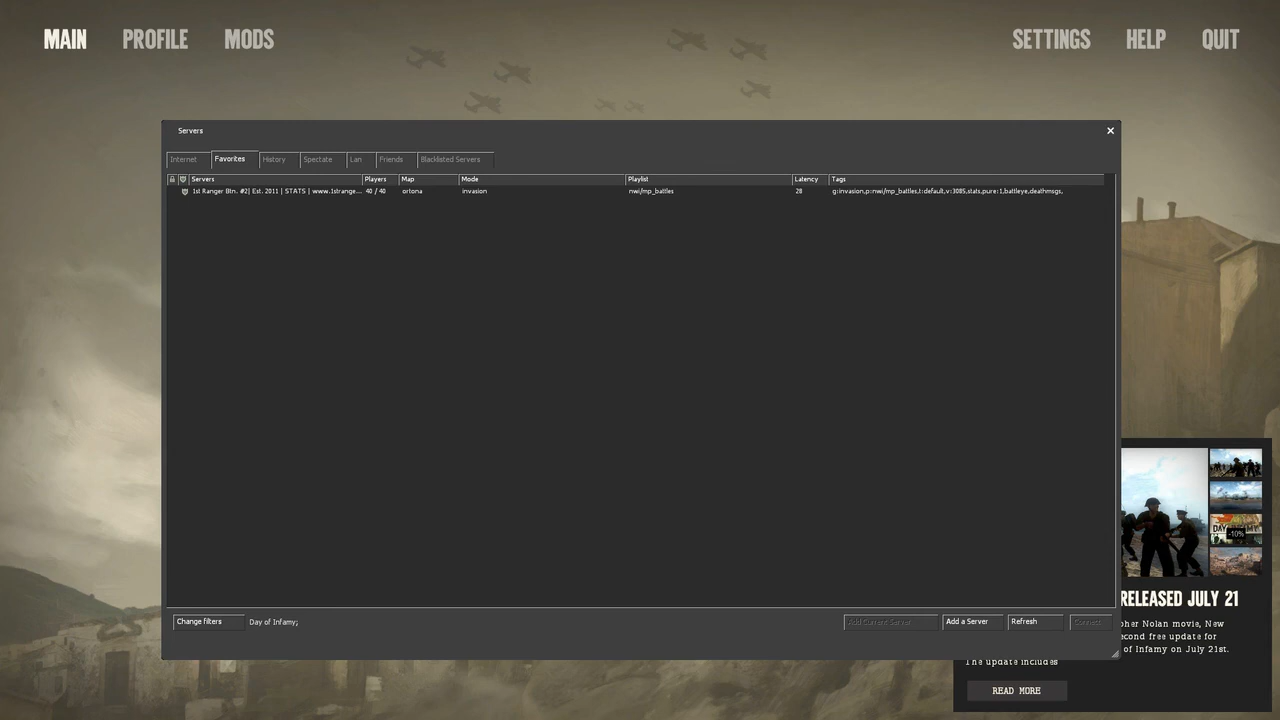 MAIN PROFILE MODS SETTINGS HELP QUIT
Servers
Internet Favorites History Spectate Lan Friends Blacklisted Servers
Servers Players Map Mode Playlist Latency Tags
1st Ranger Btn. #2| Est. 2011 | STATS | www.1strange... 40 / 40 ortona invasion nwi/mp_battles 28 g:invasion,p:nwi/mp_battles,t:default,v:3085,stats,pure:1,battleye,deathmsgs,
-10%
RELEASED JULY 21
Change filters Day of Infamy; Add Current Server Add a Server Refresh Connect
pher Nolan movie, New
econd free update for
of Infamy on July 21st.
The update includes
READ MORE